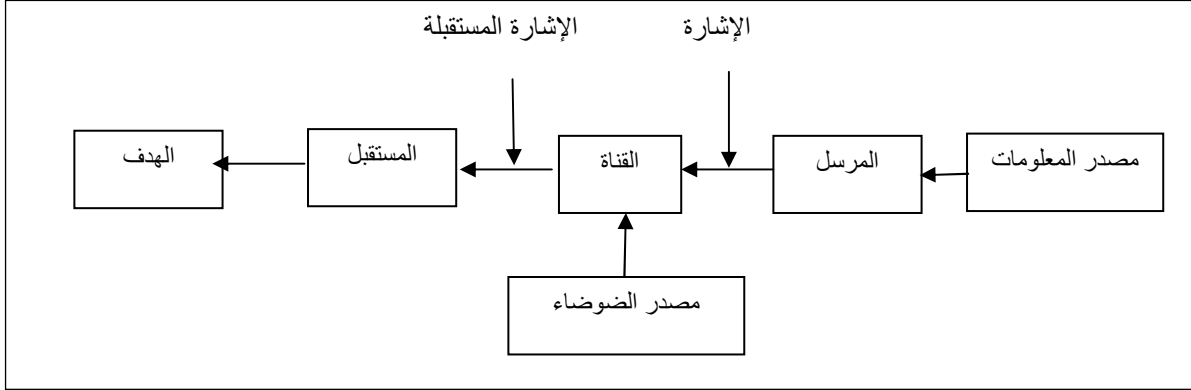 الإشارة
الإشارة المستقبلة
مصدر المعلومات
المرسل
القناة
المستقبل
الهدف
مصدر الضوضاء